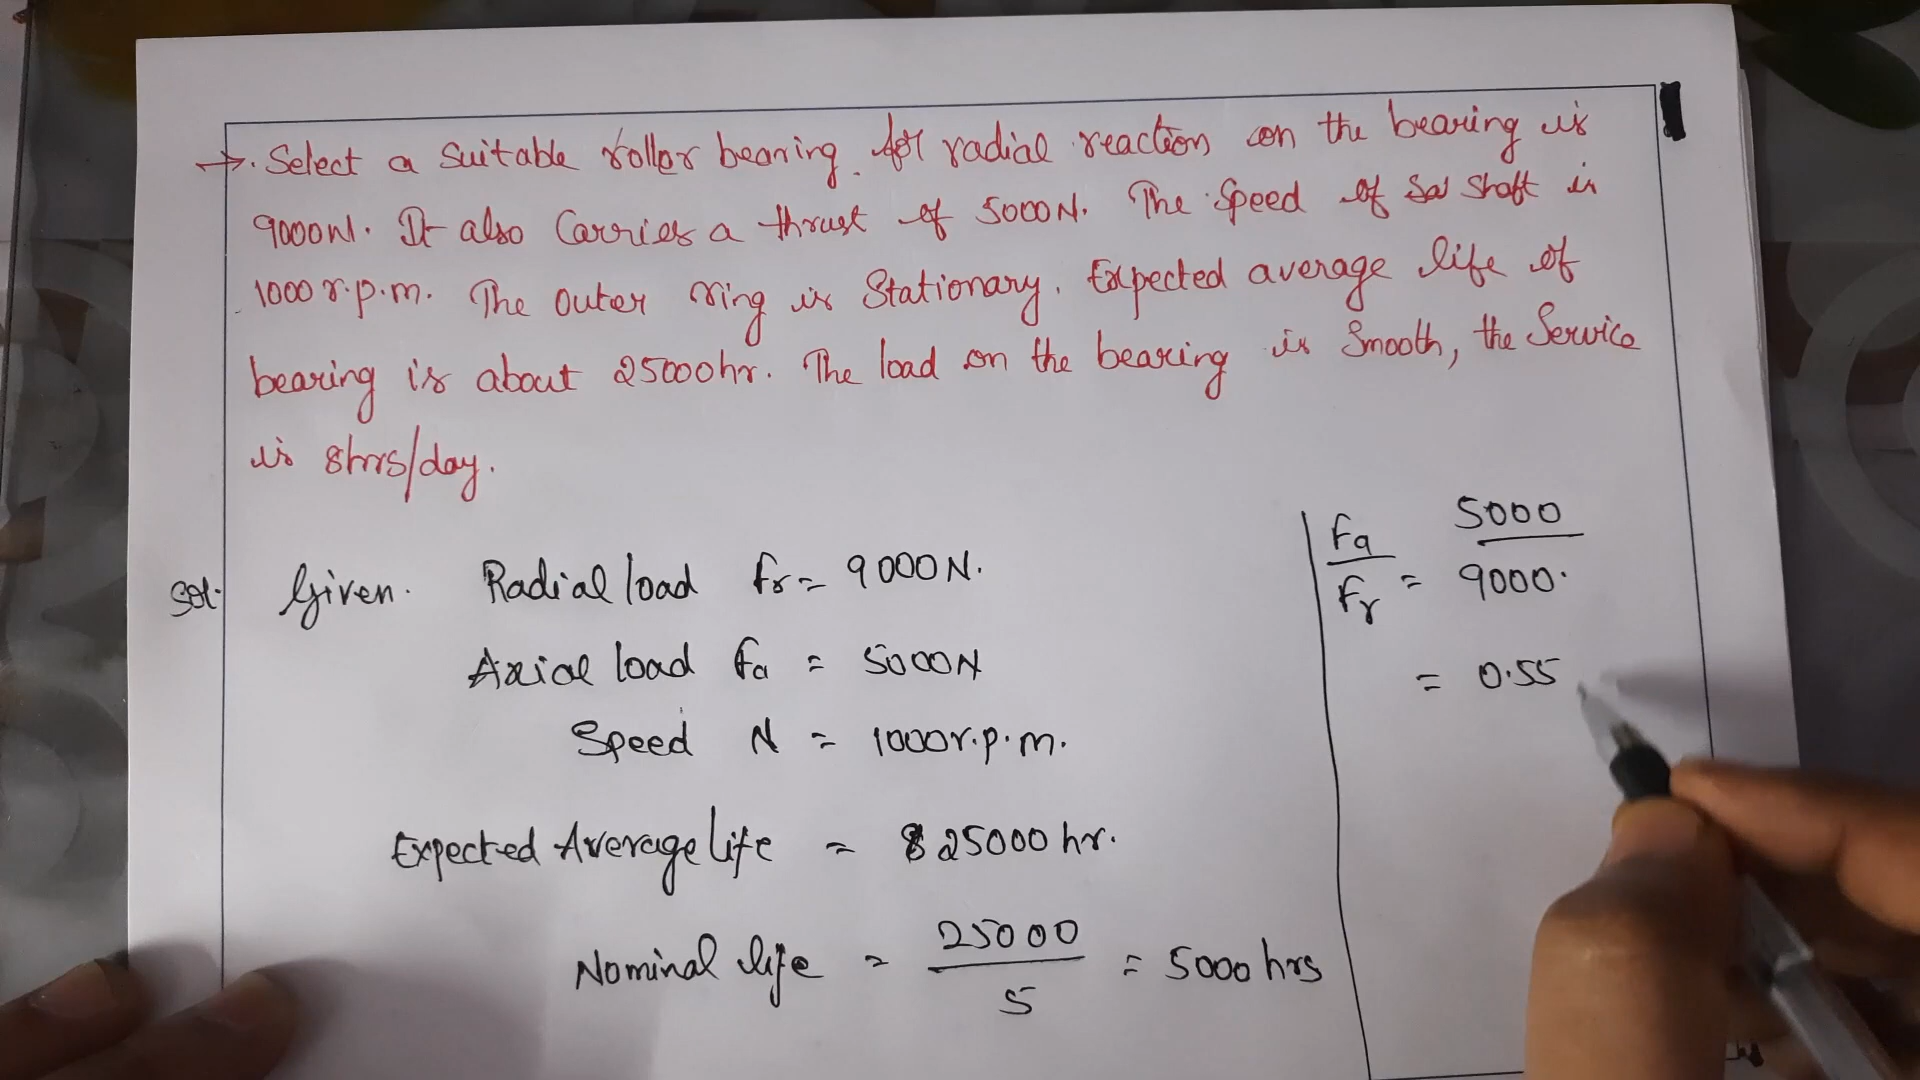 →. Select a suitable roller bearing. for radial reaction on the bearing is
9000N. It also Carries a thrust of 5000N. The Speed of shaft is
1000 r.p.m. The outer ring is Stationary. Expected average life of
bearing is about 25000hr. The load on the bearing is Smooth, the Service
is 8hrs/day.
Sol. Given. Radial load Fr = 9000N.
Axial load Fa = 5000N
Speed N = 1000r.p.m.
Expected Average life = 25000 hr.
Nominal life = 25000/5 = 5000 hrs
Fa/Fr = 5000/9000.
= 0.55